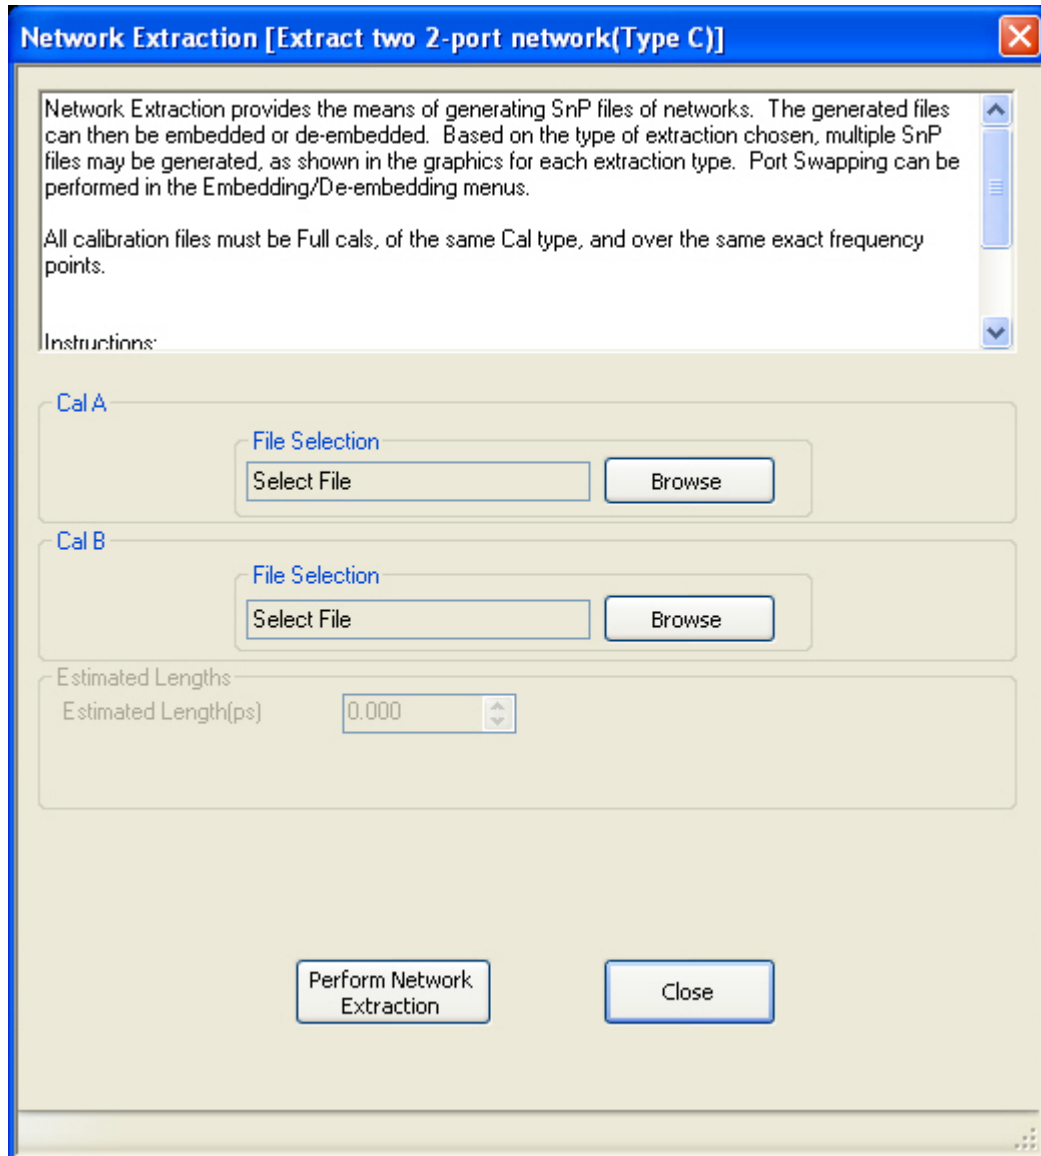 Network Extraction [Extract two 2-port network(Type C)]
Network Extraction provides the means of generating SnP files of networks.  The generated files
can then be embedded or de-embedded.  Based on the type of extraction chosen, multiple SnP
files may be generated, as shown in the graphics for each extraction type.  Port Swapping can be
performed in the Embedding/De-embedding menus.
All calibration files must be Full cals, of the same Cal type, and over the same exact frequency
points.
Instructions:
Cal A
File Selection
Select File
Browse
Cal B
File Selection
Select File
Browse
Estimated Lengths
Estimated Length(ps)
0.000
Perform Network
Extraction
Close